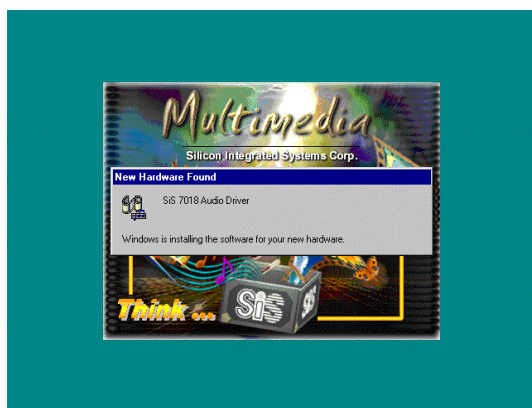 Multimedia
Silicon Integrated Systems Corp.
New Hardware Found
SiS 7018 Audio Driver
Windows is installing the software for your new hardware.
Think ...
SiS
SiS